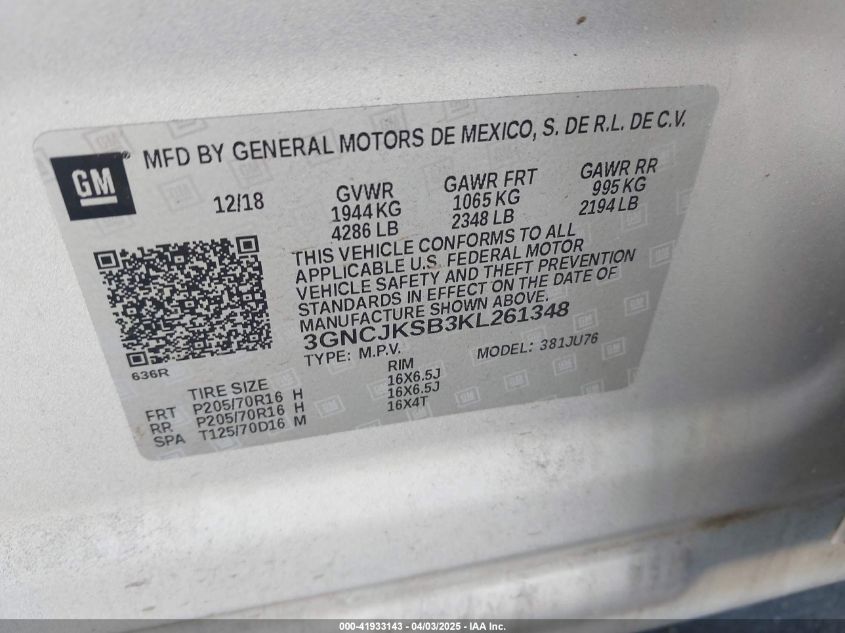 GM
MFD BY GENERAL MOTORS DE MEXICO, S. DE R.L. DE C.V.
12/18
GVWR
1944 KG
4286 LB
GAWR FRT
1065 KG
2348 LB
GAWR RR
995 KG
2194 LB
THIS VEHICLE CONFORMS TO ALL
APPLICABLE U.S. FEDERAL MOTOR
VEHICLE SAFETY AND THEFT PREVENTION
STANDARDS IN EFFECT ON THE DATE OF
MANUFACTURE SHOWN ABOVE.
3GNCJKSB3KL261348
TYPE: M.P.V. MODEL: 381JU76
636R
TIRE SIZE RIM
FRT P205/70R16 H 16X6.5J
RR P205/70R16 H 16X6.5J
SPA T125/70D16 M 16X4T
000-41933143 - 04/03/2025 - IAA Inc.